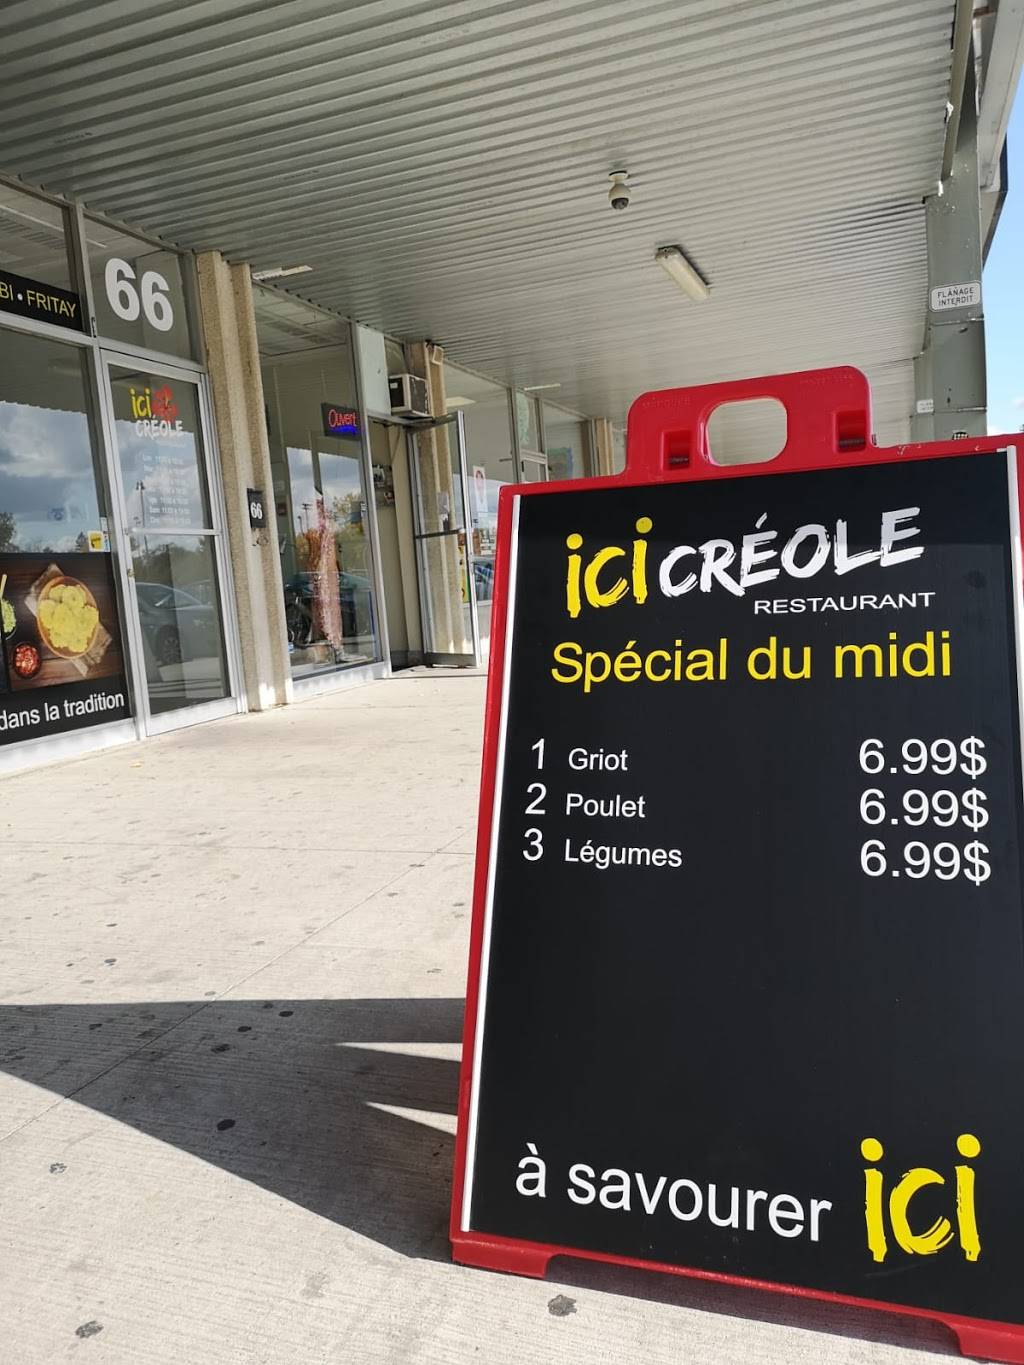 BI • FRITAY
66
ici
CRÉOLE
Ouvert
66
dans la tradition
FLÂNAGE
INTERDIT
ici CRÉOLE
RESTAURANT
Spécial du midi
1 Griot 6.99$
2 Poulet 6.99$
3 Légumes 6.99$
à savourer ici